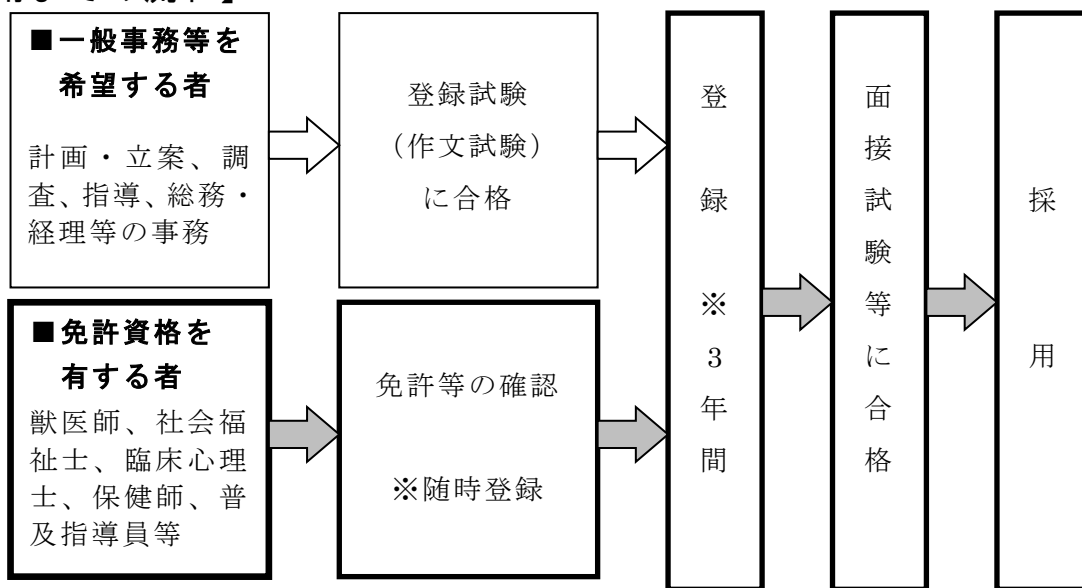 ■一般事務等を
希望する者
計画・立案、調
査、指導、総務・
経理等の事務
登録試験
(作文試験)
に合格
■免許資格を
有する者
獣医師、社会福
祉士、臨床心理
士、保健師、普
及指導員等
免許等の確認
※随時登録
登録※3年間
面接試験等に合格
採用